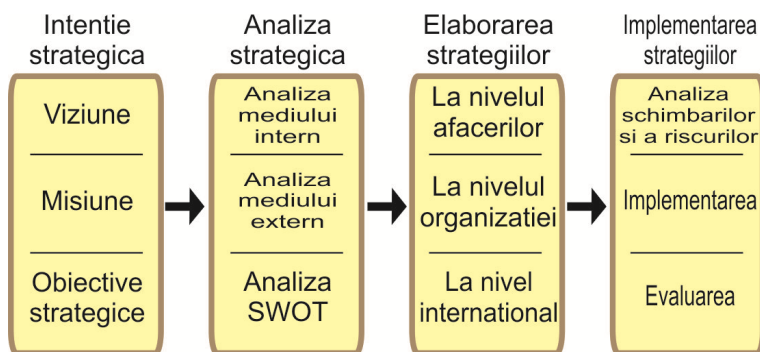 Intentie
strategica
Viziune
Misiune
Obiective
strategice
Analiza
strategica
Analiza
mediului
intern
Analiza
mediului
extern
Analiza
SWOT
Elaborarea
strategiilor
La nivelul
afacerilor
La nivelul
organizatiei
La nivel
international
Implementarea
strategiilor
Analiza
schimbarilor
si a riscurilor
Implementarea
Evaluarea